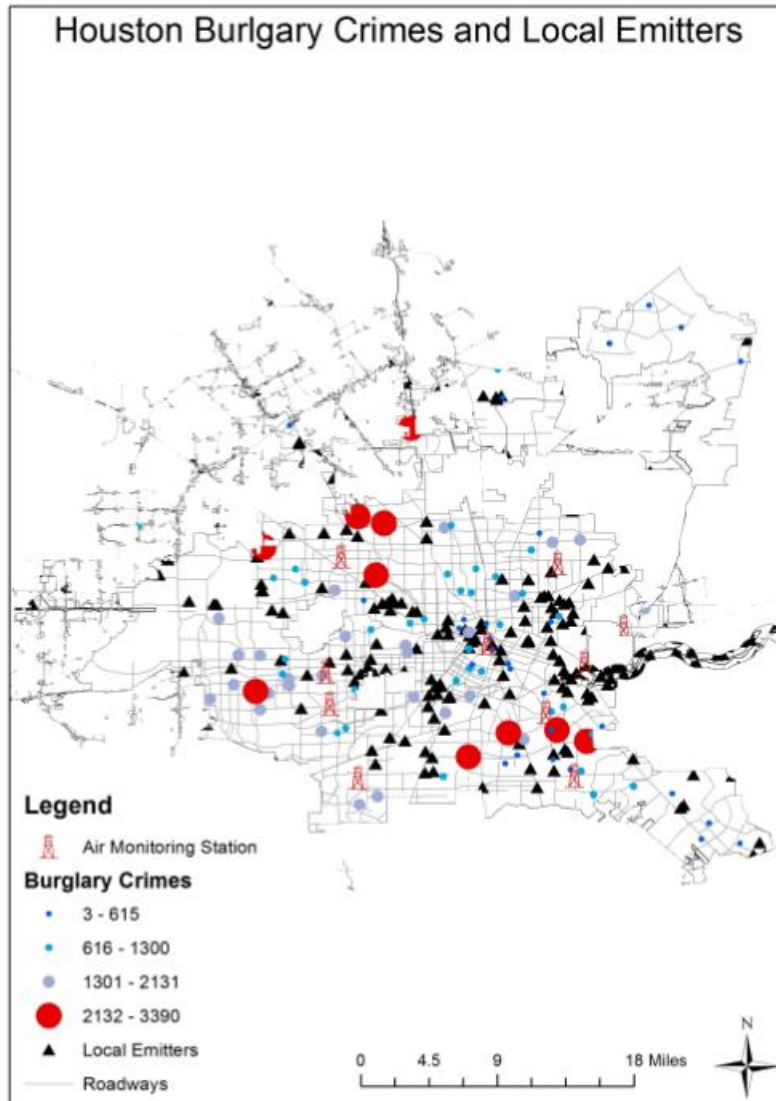 Houston Burlgary Crimes and Local Emitters
Legend
Air Monitoring Station
Burglary Crimes
3 - 615
616 - 1300
1301 - 2131
2132 - 3390
Local Emitters
Roadways
N
0 4.5 9 18 Miles